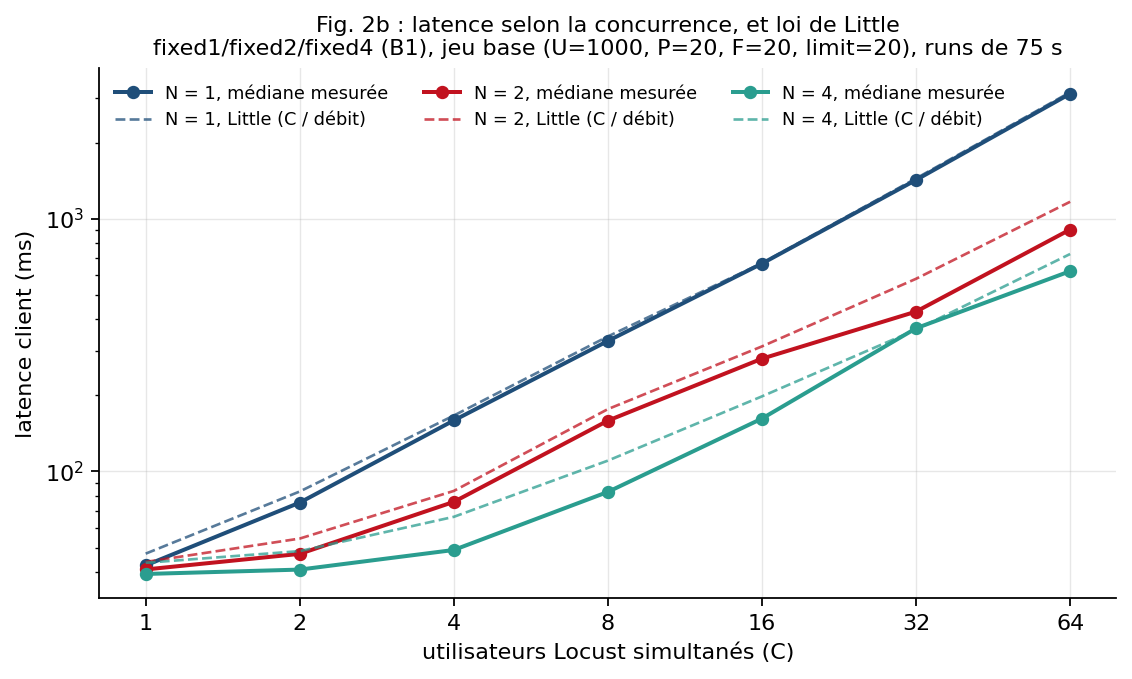 Fig. 2b : latence selon la concurrence, et loi de Little
fixed1/fixed2/fixed4 (B1), jeu base (U=1000, P=20, F=20, limit=20), runs de 75 s
N = 1, médiane mesurée
N = 1, Little (C / débit)
N = 2, médiane mesurée
N = 2, Little (C / débit)
N = 4, médiane mesurée
N = 4, Little (C / débit)
latence client (ms)
10³
10²
1 2 4 8 16 32 64
utilisateurs Locust simultanés (C)